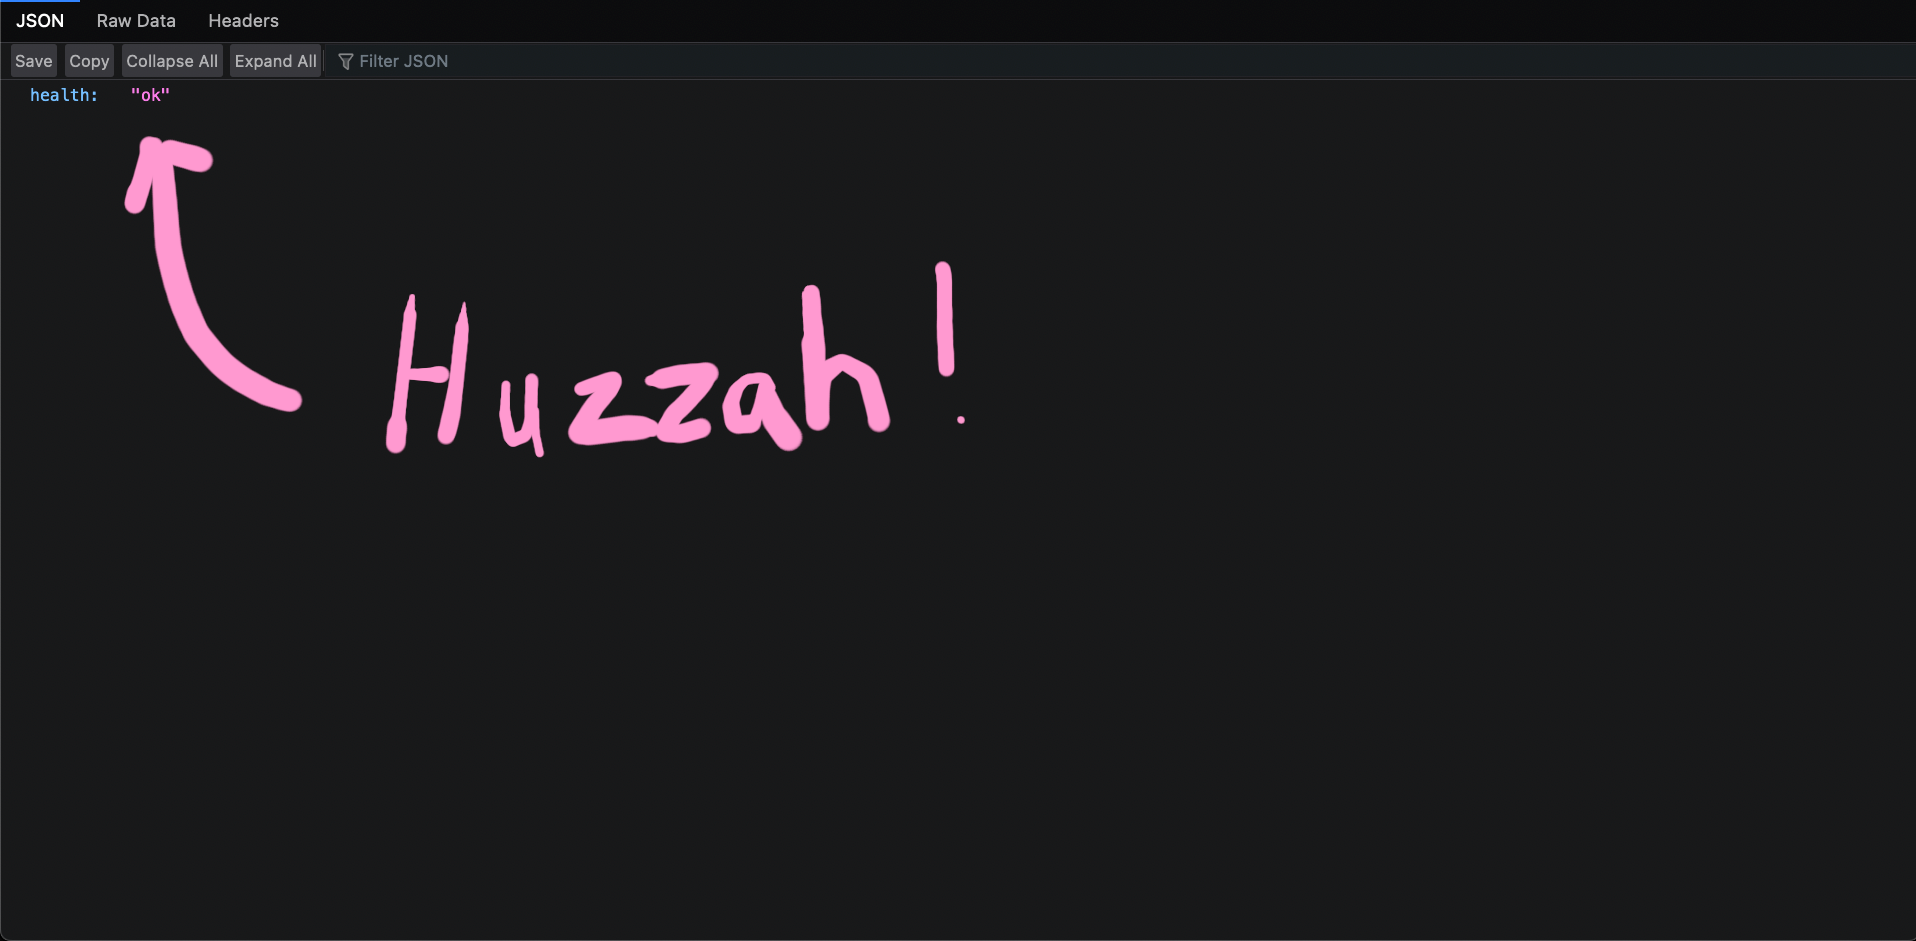 JSON Raw Data Headers
Save Copy Collapse All Expand All Filter JSON
health: "ok"
Huzzah!